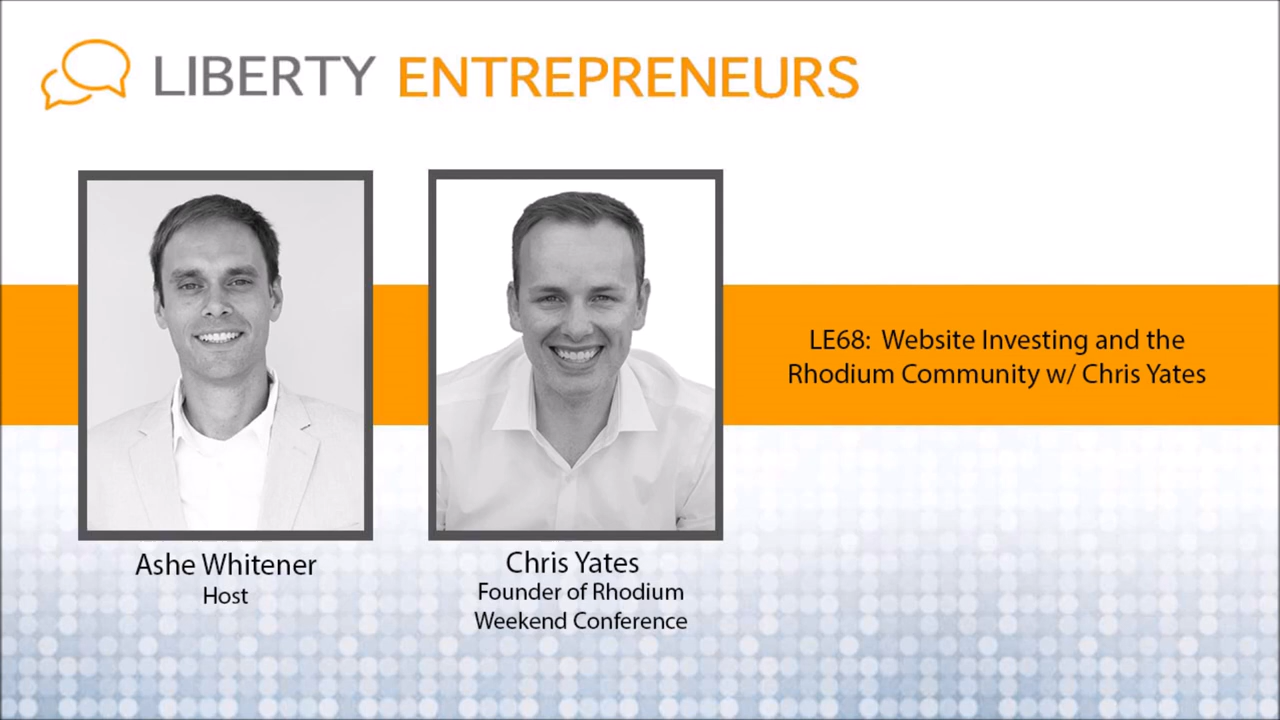 LIBERTY ENTREPRENEURS
LE68: Website Investing and the
Rhodium Community w/ Chris Yates
Ashe Whitener
Host
Chris Yates
Founder of Rhodium
Weekend Conference